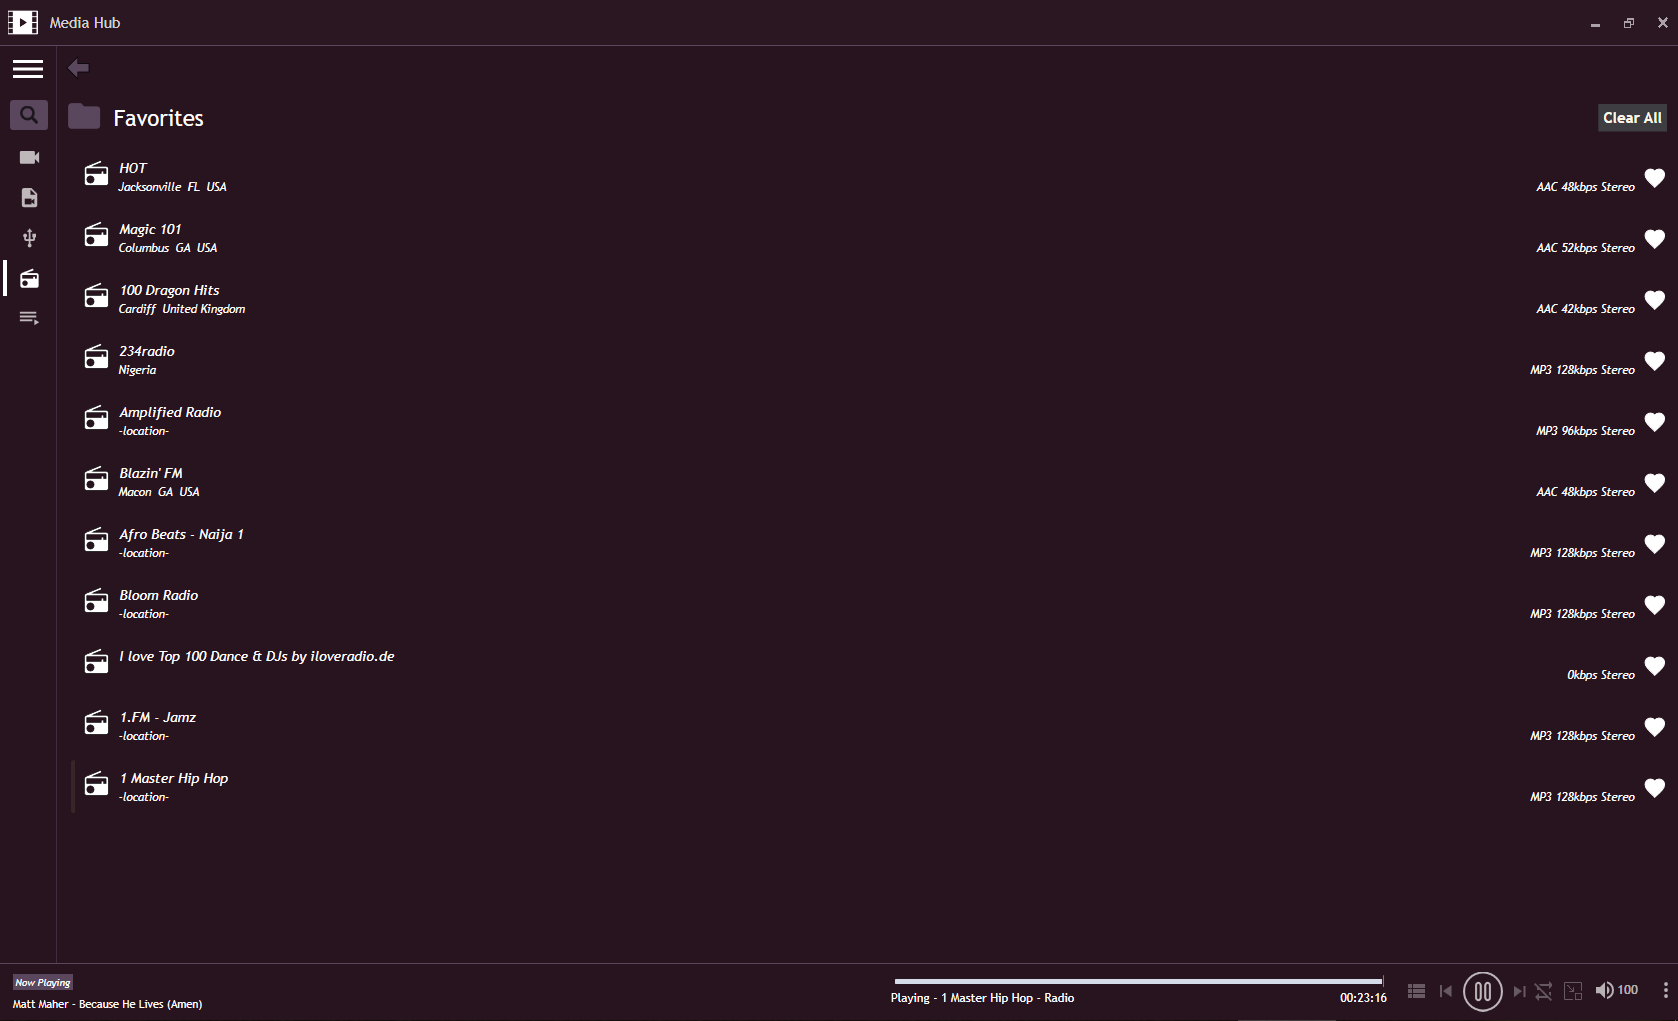 Media Hub
Favorites
Clear All
HOT
Jacksonville FL USA
AAC 48kbps Stereo
Magic 101
Columbus GA USA
AAC 52kbps Stereo
100 Dragon Hits
Cardiff United Kingdom
AAC 42kbps Stereo
234radio
Nigeria
MP3 128kbps Stereo
Amplified Radio
-location-
MP3 96kbps Stereo
Blazin' FM
Macon GA USA
AAC 48kbps Stereo
Afro Beats - Naija 1
-location-
MP3 128kbps Stereo
Bloom Radio
-location-
MP3 128kbps Stereo
I love Top 100 Dance & DJs by iloveradio.de
0kbps Stereo
1.FM - Jamz
-location-
MP3 128kbps Stereo
1 Master Hip Hop
-location-
MP3 128kbps Stereo
Now Playing
Matt Maher - Because He Lives (Amen)
Playing - 1 Master Hip Hop - Radio
00:23:16
100